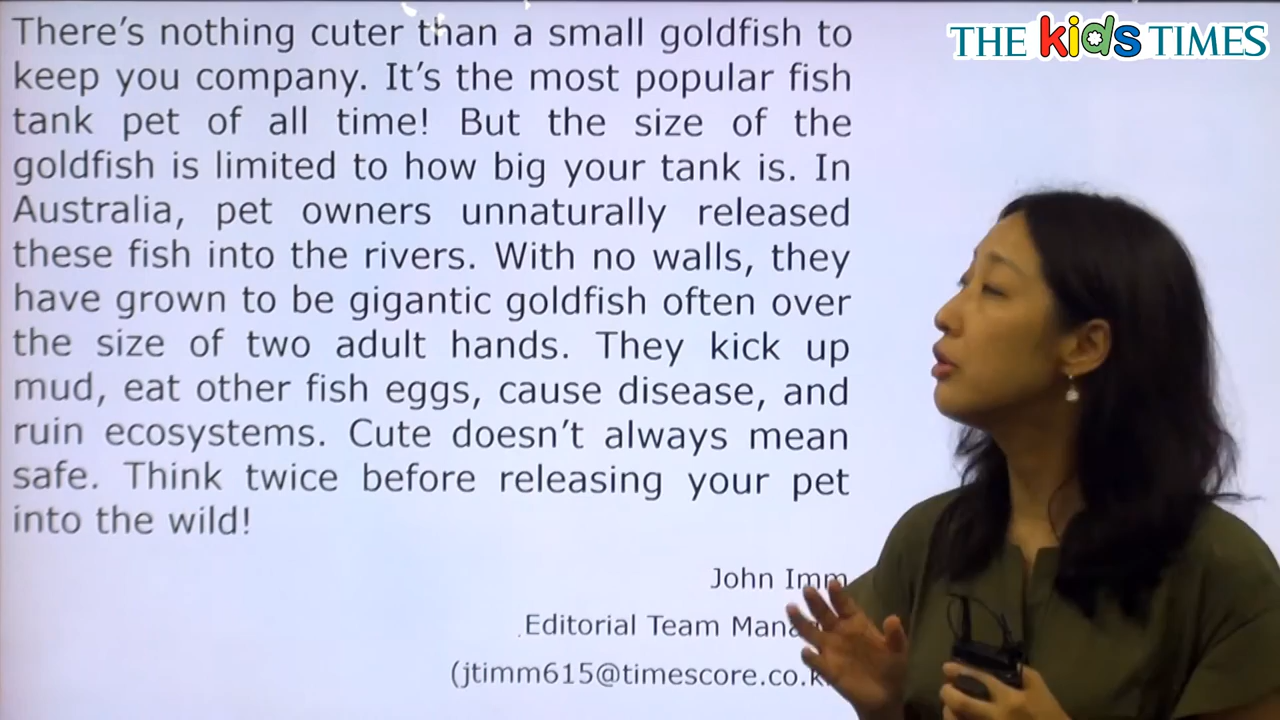 THE kids TIMES
There's nothing cuter than a small goldfish to
keep you company. It's the most popular fish
tank pet of all time! But the size of the
goldfish is limited to how big your tank is. In
Australia, pet owners unnaturally released
these fish into the rivers. With no walls, they
have grown to be gigantic goldfish often over
the size of two adult hands. They kick up
mud, eat other fish eggs, cause disease, and
ruin ecosystems. Cute doesn't always mean
safe. Think twice before releasing your pet
into the wild!
John Imm
Editorial Team
(jtimm615@timescore.co.